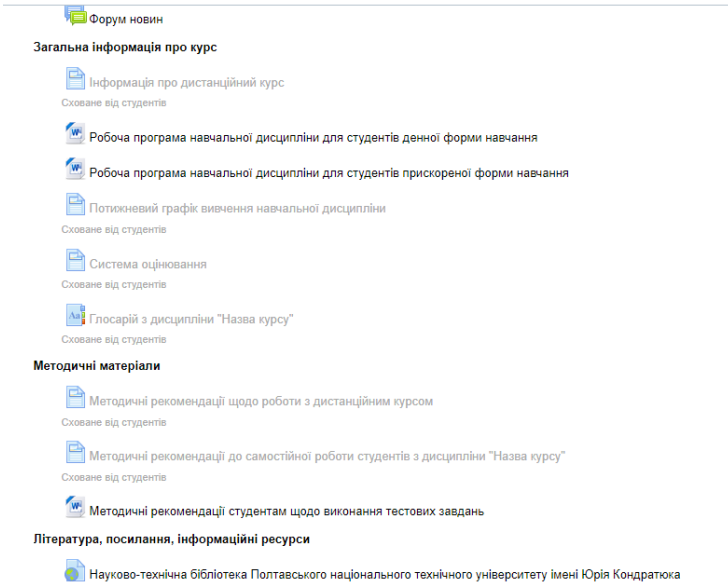 Форум новин
Загальна інформація про курс
Інформація про дистанційний курс
Сховане від студентів
Робоча програма навчальної дисципліни для студентів денної форми навчання
Робоча програма навчальної дисципліни для студентів прискореної форми навчання
Потижневий графік вивчення навчальної дисципліни
Сховане від студентів
Система оцінювання
Сховане від студентів
Глосарій з дисципліни "Назва курсу"
Сховане від студентів
Методичні матеріали
Методичні рекомендації щодо роботи з дистанційним курсом
Сховане від студентів
Методичні рекомендації до самостійної роботи студентів з дисципліни "Назва курсу"
Сховане від студентів
Методичні рекомендації студентам щодо виконання тестових завдань
Література, посилання, інформаційні ресурси
Науково-технічна бібліотека Полтавського національного технічного університету імені Юрія Кондратюка